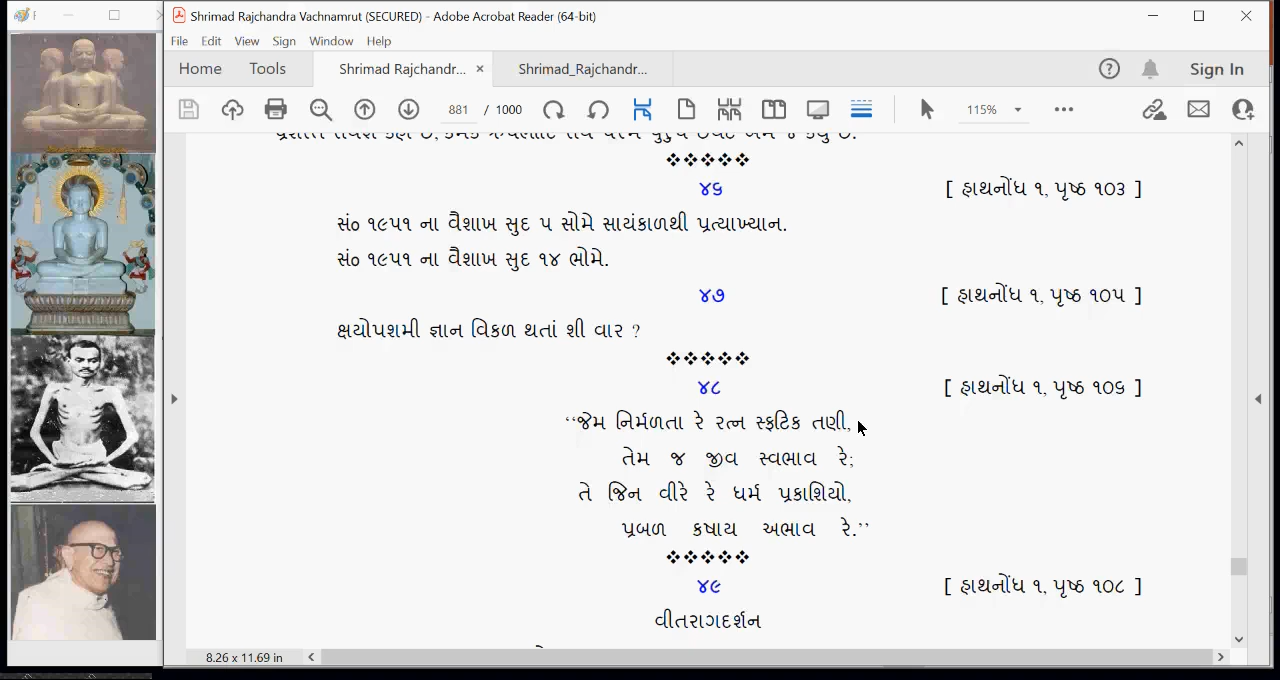 Shrimad Rajchandra Vachnamrut (SECURED) - Adobe Acrobat Reader (64-bit)
File Edit View Sign Window Help
Home Tools Shrimad Rajchandr... × Shrimad_Rajchandr... Sign In
881 / 1000 115%
❖❖❖❖❖
૪૬ [ હાથનોંધ ૧, પૃષ્ઠ ૧૦૩ ]
સં૦ ૧૯૫૧ ના વૈશાખ સુદ ૫ સોમે સાયંકાળથી પ્રત્યાખ્યાન.
સં૦ ૧૯૫૧ ના વૈશાખ સુદ ૧૪ ભોમે.
૪૭ [ હાથનોંધ ૧, પૃષ્ઠ ૧૦૫ ]
ક્ષયોપશમી જ્ઞાન વિકળ થતાં શી વાર ?
❖❖❖❖❖
૪૮ [ હાથનોંધ ૧, પૃષ્ઠ ૧૦૬ ]
‘‘જેમ નિર્મળતા રે રત્ન સ્ફટિક તણી,
તેમ જ જીવ સ્વભાવ રે;
તે જિન વીરે રે ધર્મ પ્રકાશિયો,
પ્રબળ કષાય અભાવ રે.’’
❖❖❖❖❖
૪૯ [ હાથનોંધ ૧, પૃષ્ઠ ૧૦૮ ]
વીતરાગદર્શન
8.26 x 11.69 in